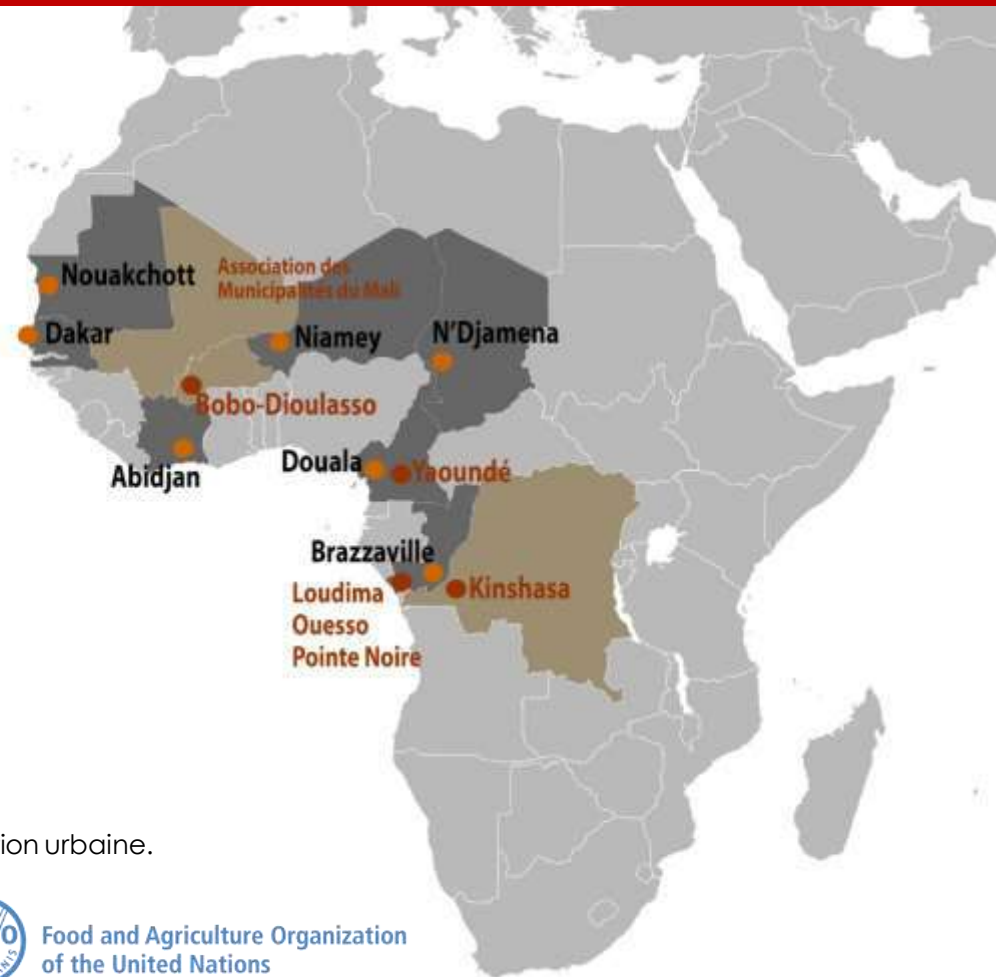 Nouakchott
Association des
Municipalités du Mali
Dakar
Niamey
N'Djamena
Bobo-Dioulasso
Abidjan
Douala
Yaoundé
Brazzaville
Loudima
Ouesso
Pointe Noire
Kinshasa
ion urbaine.
Food and Agriculture Organization
of the United Nations